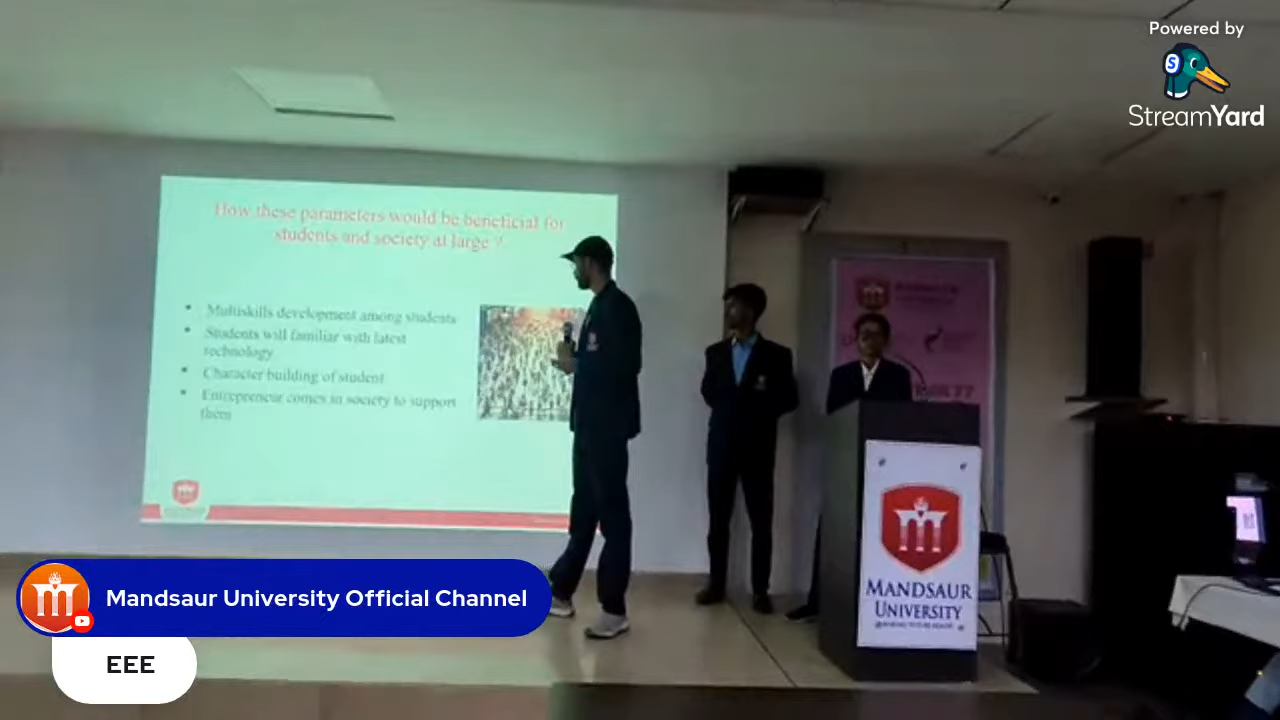 Powered by
StreamYard
How these parameters would be beneficial for
students and society at large ?
Multiskills development among students
Students will familiar with latest
technology
Character building of student
Entrepreneur comes in society to support
them
MANDSAUR
UNIVERSITY
Mandsaur University Official Channel
EEE